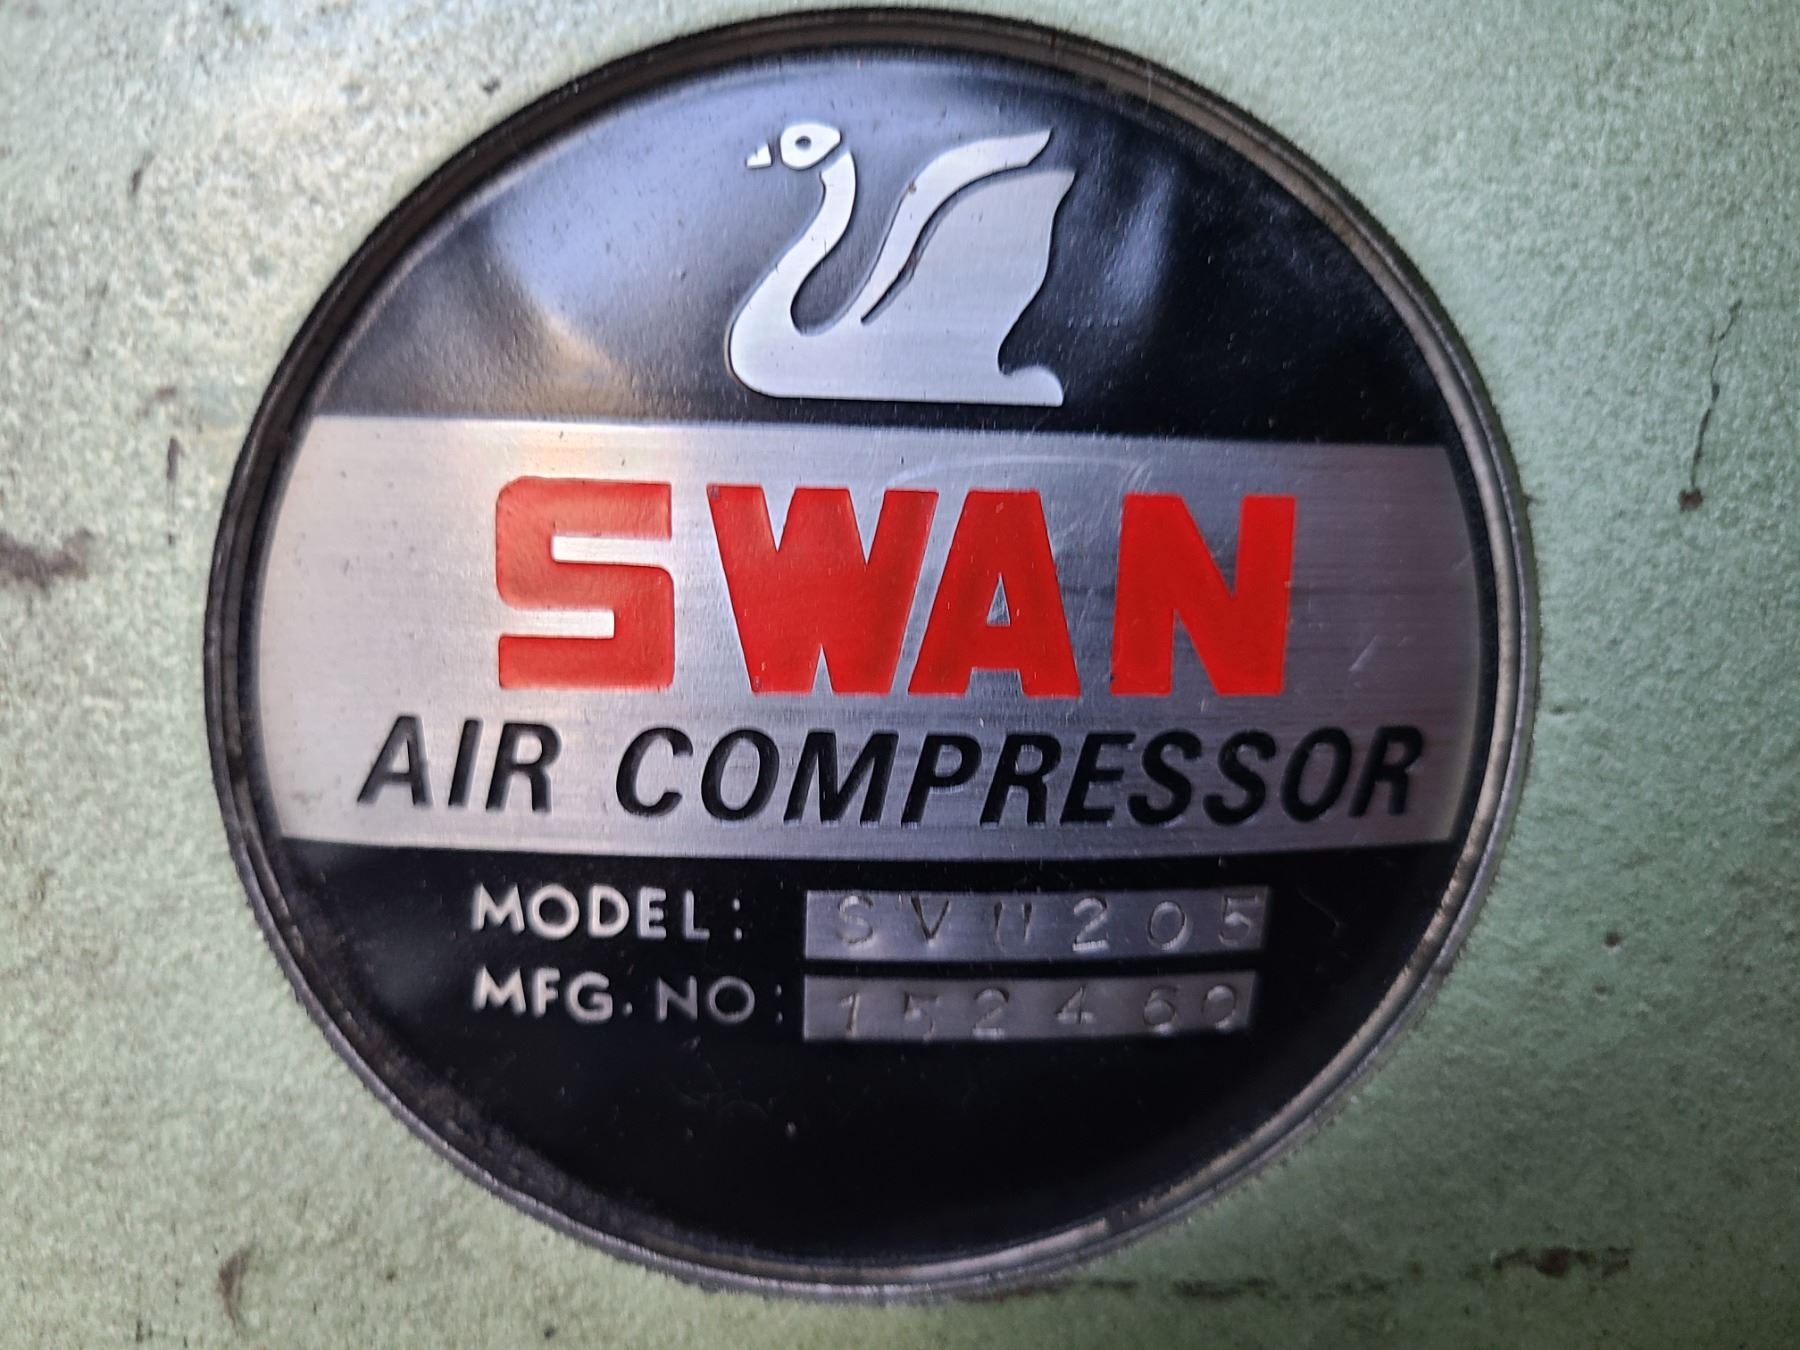 SWAN
AIR COMPRESSOR
MODEL: SVU205
MFG. NO: 152460